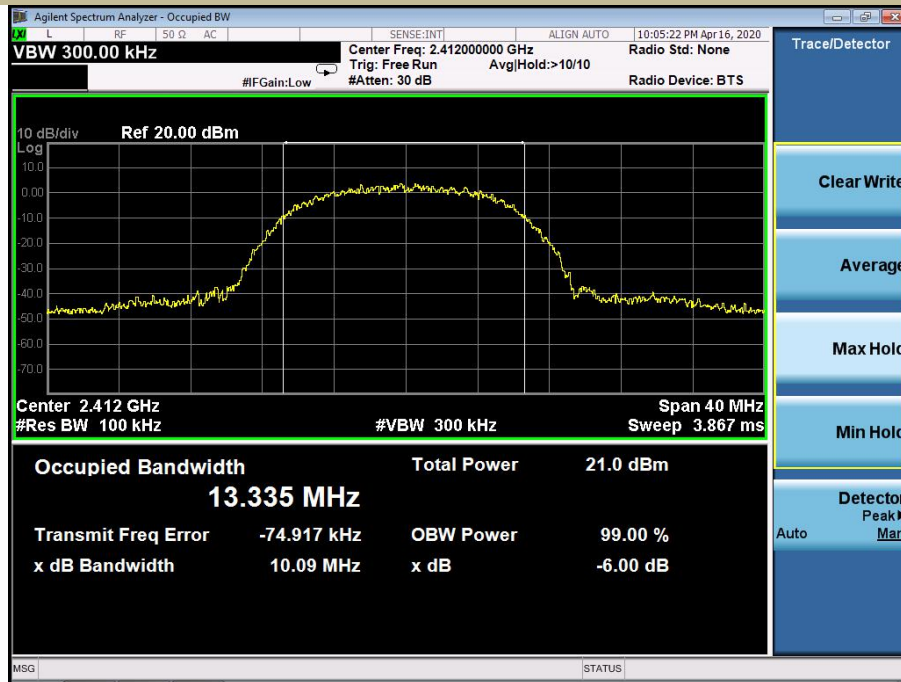 Agilent Spectrum Analyzer - Occupied BW
LXI L RF 50 Ω AC SENSE:INT ALIGN AUTO 10:05:22 PM Apr 16, 2020
VBW 300.00 kHz
Center Freq: 2.412000000 GHz
Radio Std: None
Trig: Free Run
Avg|Hold:>10/10
#IFGain:Low
#Atten: 30 dB
Radio Device: BTS
Trace/Detector
10 dB/div
Ref 20.00 dBm
Log
10.0
0.00
-10.0
-20.0
-30.0
-40.0
-50.0
-60.0
-70.0
Center 2.412 GHz
Span 40 MHz
#Res BW 100 kHz
#VBW 300 kHz
Sweep 3.867 ms
Occupied Bandwidth
13.335 MHz
Total Power 21.0 dBm
Transmit Freq Error -74.917 kHz
OBW Power 99.00 %
x dB Bandwidth 10.09 MHz
x dB -6.00 dB
Clear Write
Average
Max Hold
Min Hold
Detector
Peak
Auto Man
MSG
STATUS